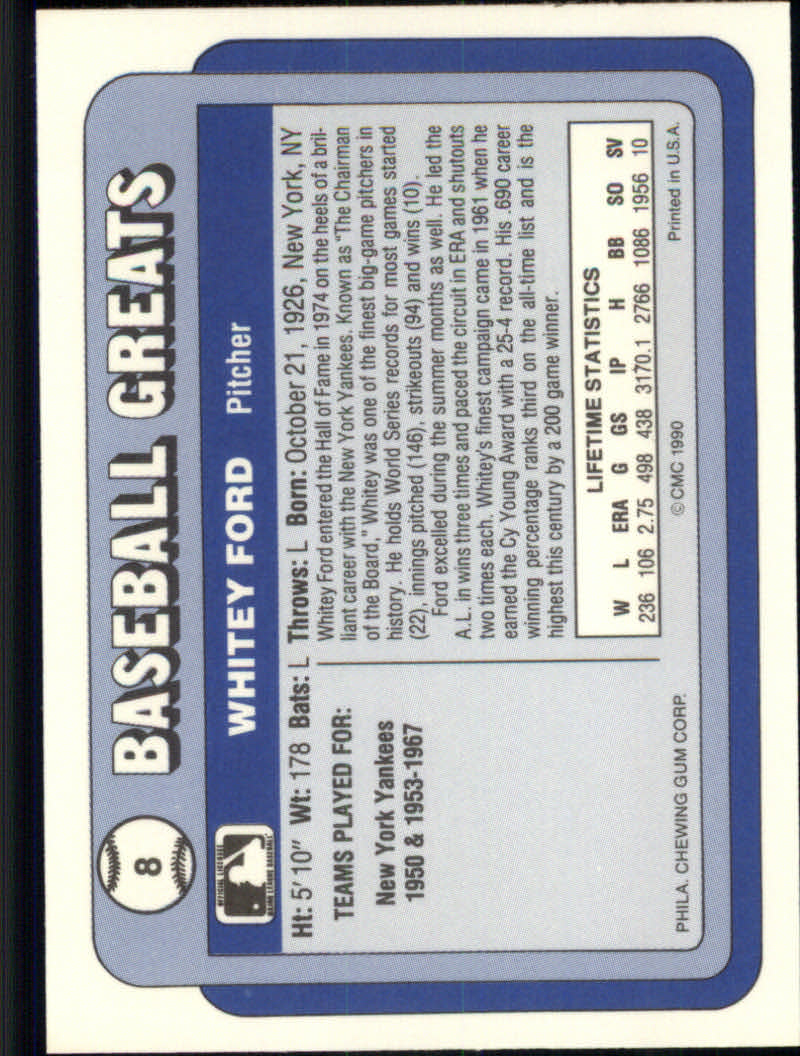 8
BASEBALL GREATS
OFFICIAL LICENSEE
MAJOR LEAGUE BASEBALL
WHITEY FORD Pitcher
Ht: 5' 10" Wt: 178 Bats: L Throws: L Born: October 21, 1926, New York, NY
TEAMS PLAYED FOR:
New York Yankees
1950 & 1953-1967
Whitey Ford entered the Hall of Fame in 1974 on the heels of a bril-
liant career with the New York Yankees. Known as "The Chairman
of the Board," Whitey was one of the finest big-game pitchers in
history. He holds World Series records for most games started
(22), innings pitched (146), strikeouts (94) and wins (10).
Ford excelled during the summer months as well. He led the
A.L. in wins three times and paced the circuit in ERA and shutouts
two times each. Whitey's finest campaign came in 1961 when he
earned the Cy Young Award with a 25-4 record. His .690 career
winning percentage ranks third on the all-time list and is the
highest this century by a 200 game winner.
LIFETIME STATISTICS
W L ERA G GS IP H BB SO SV
236 106 2.75 498 438 3170.1 2766 1086 1956 10
PHILA. CHEWING GUM CORP. © CMC 1990 Printed in U.S.A.